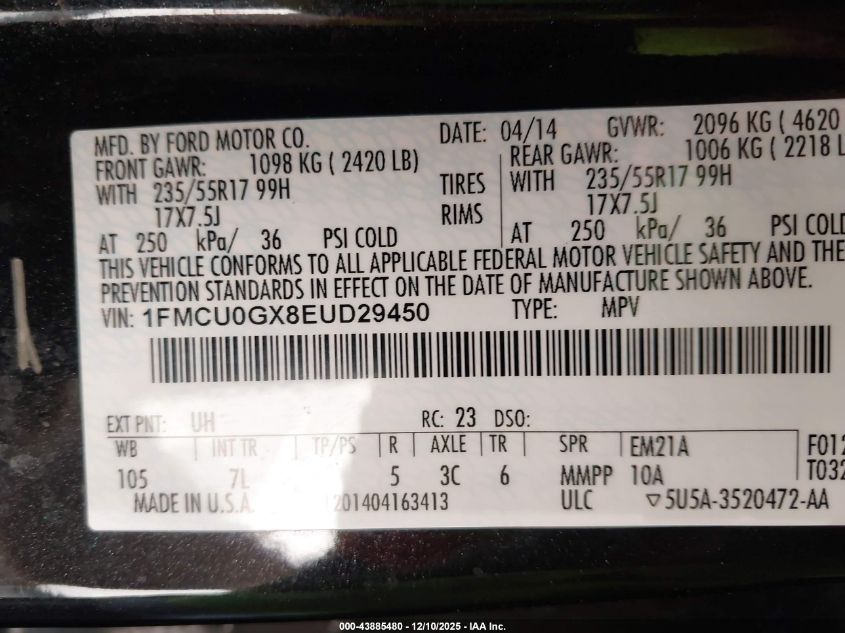 MFD. BY FORD MOTOR CO. DATE: 04/14 GVWR: 2096 KG ( 4620
FRONT GAWR: 1098 KG ( 2420 LB) REAR GAWR: 1006 KG ( 2218 L
WITH 235/55R17 99H TIRES WITH 235/55R17 99H
17X7.5J RIMS 17X7.5J
AT 250 kPa/ 36 PSI COLD AT 250 kPa/ 36 PSI COLD
THIS VEHICLE CONFORMS TO ALL APPLICABLE FEDERAL MOTOR VEHICLE SAFETY AND THE
PREVENTION STANDARDS IN EFFECT ON THE DATE OF MANUFACTURE SHOWN ABOVE.
VIN: 1FMCU0GX8EUD29450 TYPE: MPV
EXT PNT: UH RC: 23 DSO:
WB INT TR TP/PS R AXLE TR SPR EM21A F012
105 7L 5 3C 6 MMPP 10A T032
MADE IN U.S.A. 201404163413 ULC ▽5U5A-3520472-AA
000-43885480 - 12/10/2025 - IAA Inc.